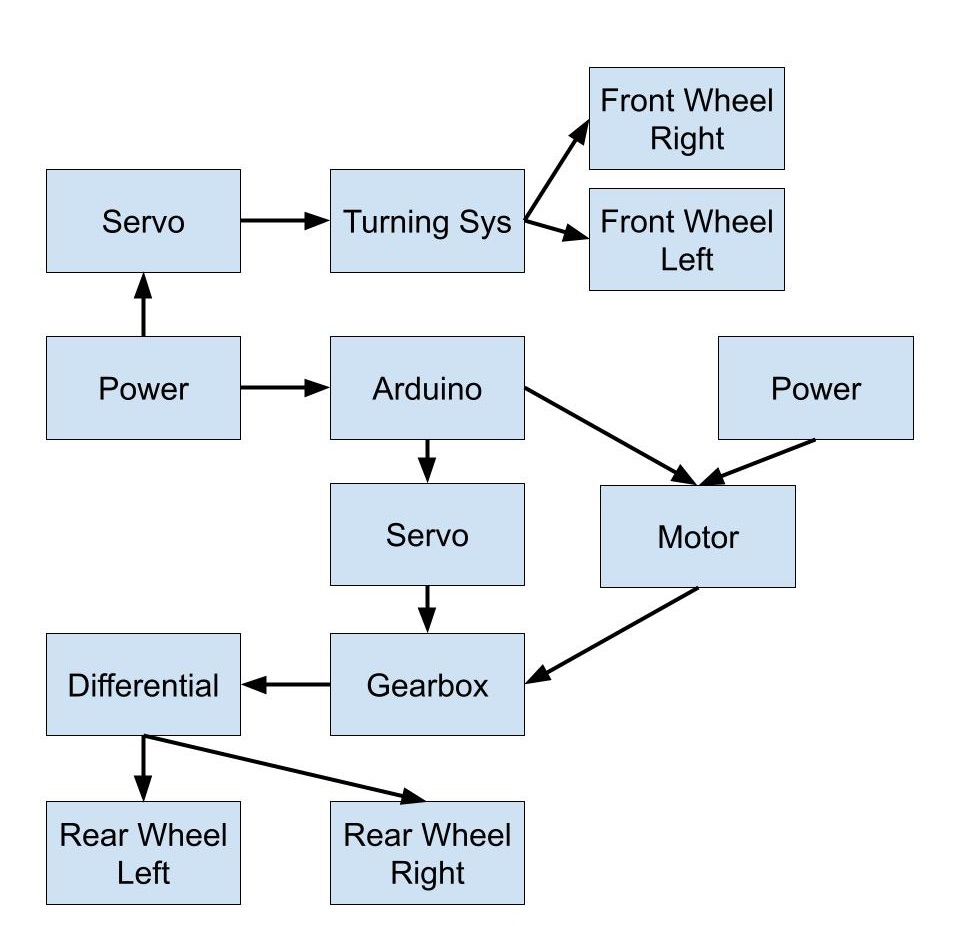 Front Wheel
Right
Servo
Turning Sys
Front Wheel
Left
Power
Arduino
Power
Servo
Motor
Differential
Gearbox
Rear Wheel
Left
Rear Wheel
Right